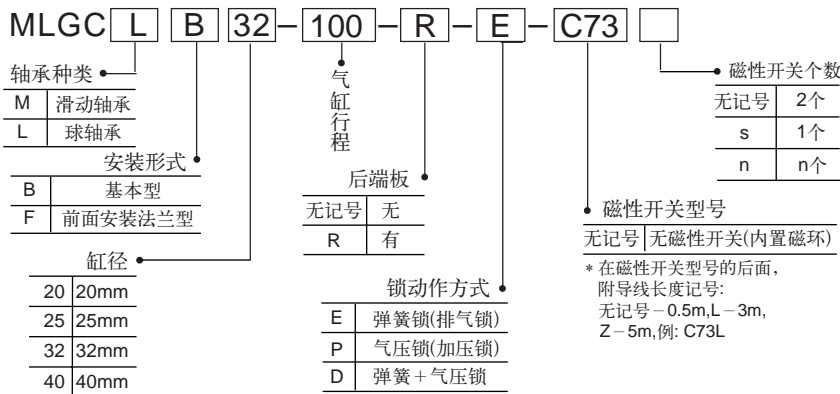 MLGC L B 32－100－R－E－C73
轴承种类
M 滑动轴承
L 球轴承
安装形式
B 基本型
F 前面安装法兰型
缸径
20 20mm
25 25mm
32 32mm
40 40mm
气缸行程
后端板
无记号 无
R 有
锁动作方式
E 弹簧锁(排气锁)
P 气压锁(加压锁)
D 弹簧＋气压锁
磁性开关个数
无记号 2个
s 1个
n n个
磁性开关型号
无记号 无磁性开关(内置磁环)
* 在磁性开关型号的后面，
附导线长度记号:
无记号－0.5m,L－3m,
Z－5m,例: C73L